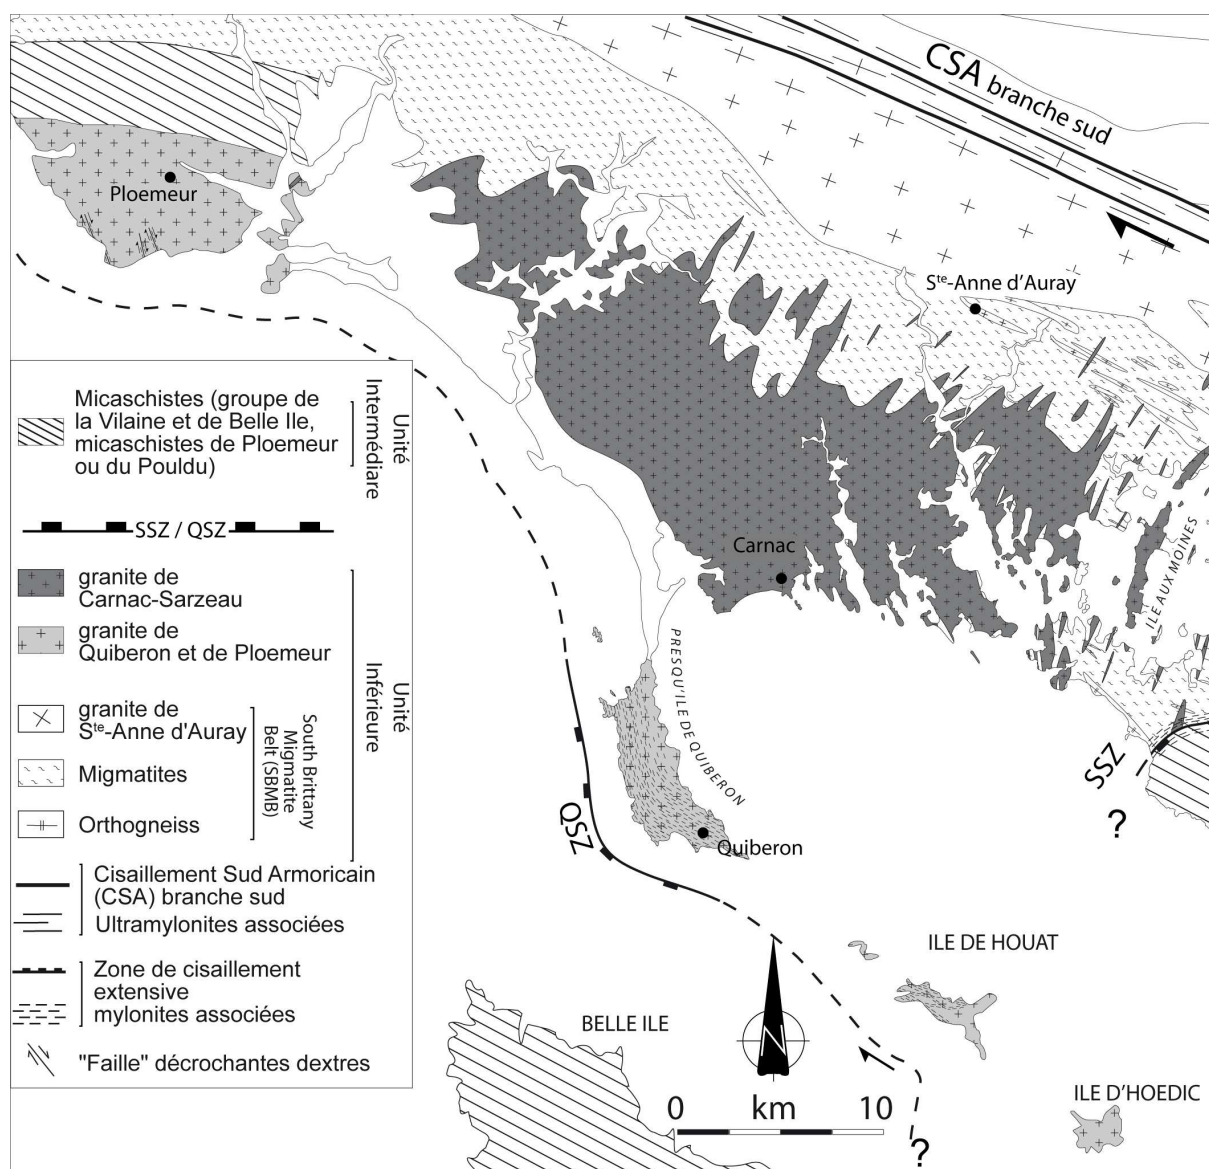 CSA branche sud
Ploemeur
Ste-Anne d'Auray
Micaschistes (groupe de
la Vilaine et de Belle Ile,
micaschistes de Ploemeur
ou du Pouldu)
Unité
Intermédiare
SSZ / QSZ
granite de
Carnac-Sarzeau
granite de
Quiberon et de Ploemeur
granite de
Ste-Anne d'Auray
Migmatites
Orthogneiss
South Brittany
Migmatite
Belt (SBMB)
Unité
Inférieure
Cisaillement Sud Armoricain
(CSA) branche sud
Ultramylonites associées
Zone de cisaillement
extensive
mylonites associées
"Faille" décrochantes dextres
Carnac
ILE AUX MOINES
PRESQU'ILE DE QUIBERON
SSZ
?
QSZ
Quiberon
ILE DE HOUAT
BELLE ILE
N
0 km 10
ILE D'HOEDIC
?